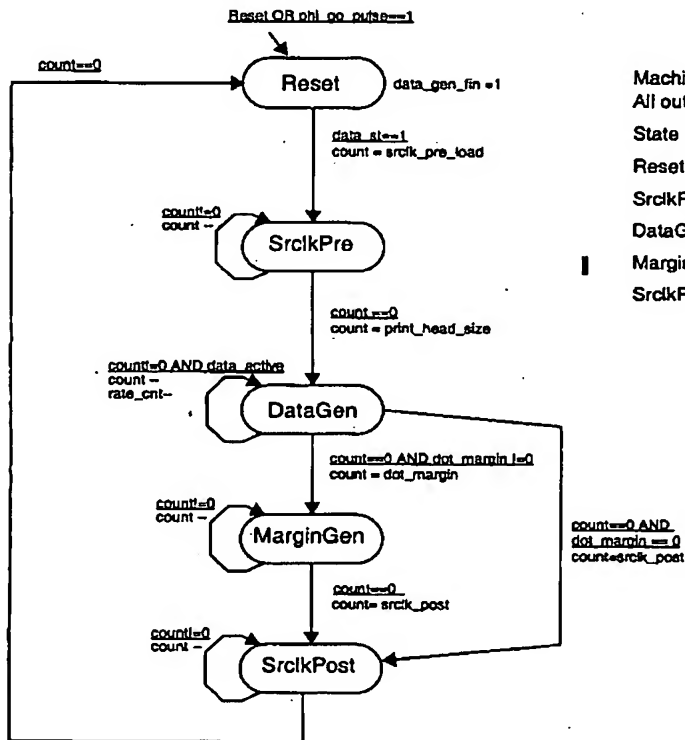 Reset OR phi_go_pulse==1
count==0
Reset
data_gen_fin =1
data_st==1
count = srclk_pre_load
count!=0
count --
SrclkPre
count ==0
count = print_head_size
count!=0 AND data_active
count --
rate_cnt--
DataGen
count==0 AND dot_margin !=0
count = dot_margin
count!=0
count --
MarginGen
count==0 AND
dot_margin == 0
count=srclk_post
count==0
count= srclk_post
count!=0
count --
SrclkPost
Machi
All out
State
Reset
SrclkP
DataG
Margin
SrclkP